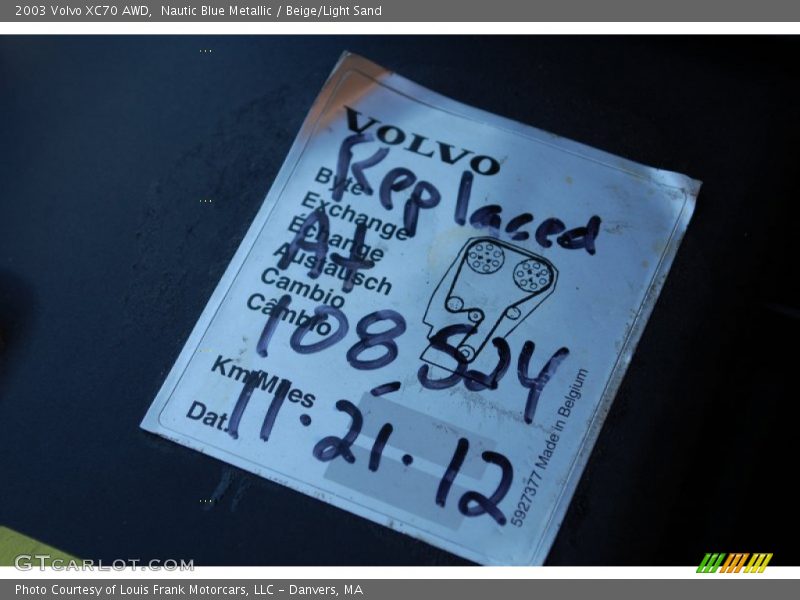 2003 Volvo XC70 AWD,  Nautic Blue Metallic / Beige/Light Sand
VOLVO
Replaced
Byte
Exchange
Échange
At
Austausch
Cambio
Câmbio
108,524
Km/Miles
Dat.
11.21.12
5927377 Made in Belgium
GTCARLOT.COM
Photo Courtesy of Louis Frank Motorcars, LLC – Danvers, MA